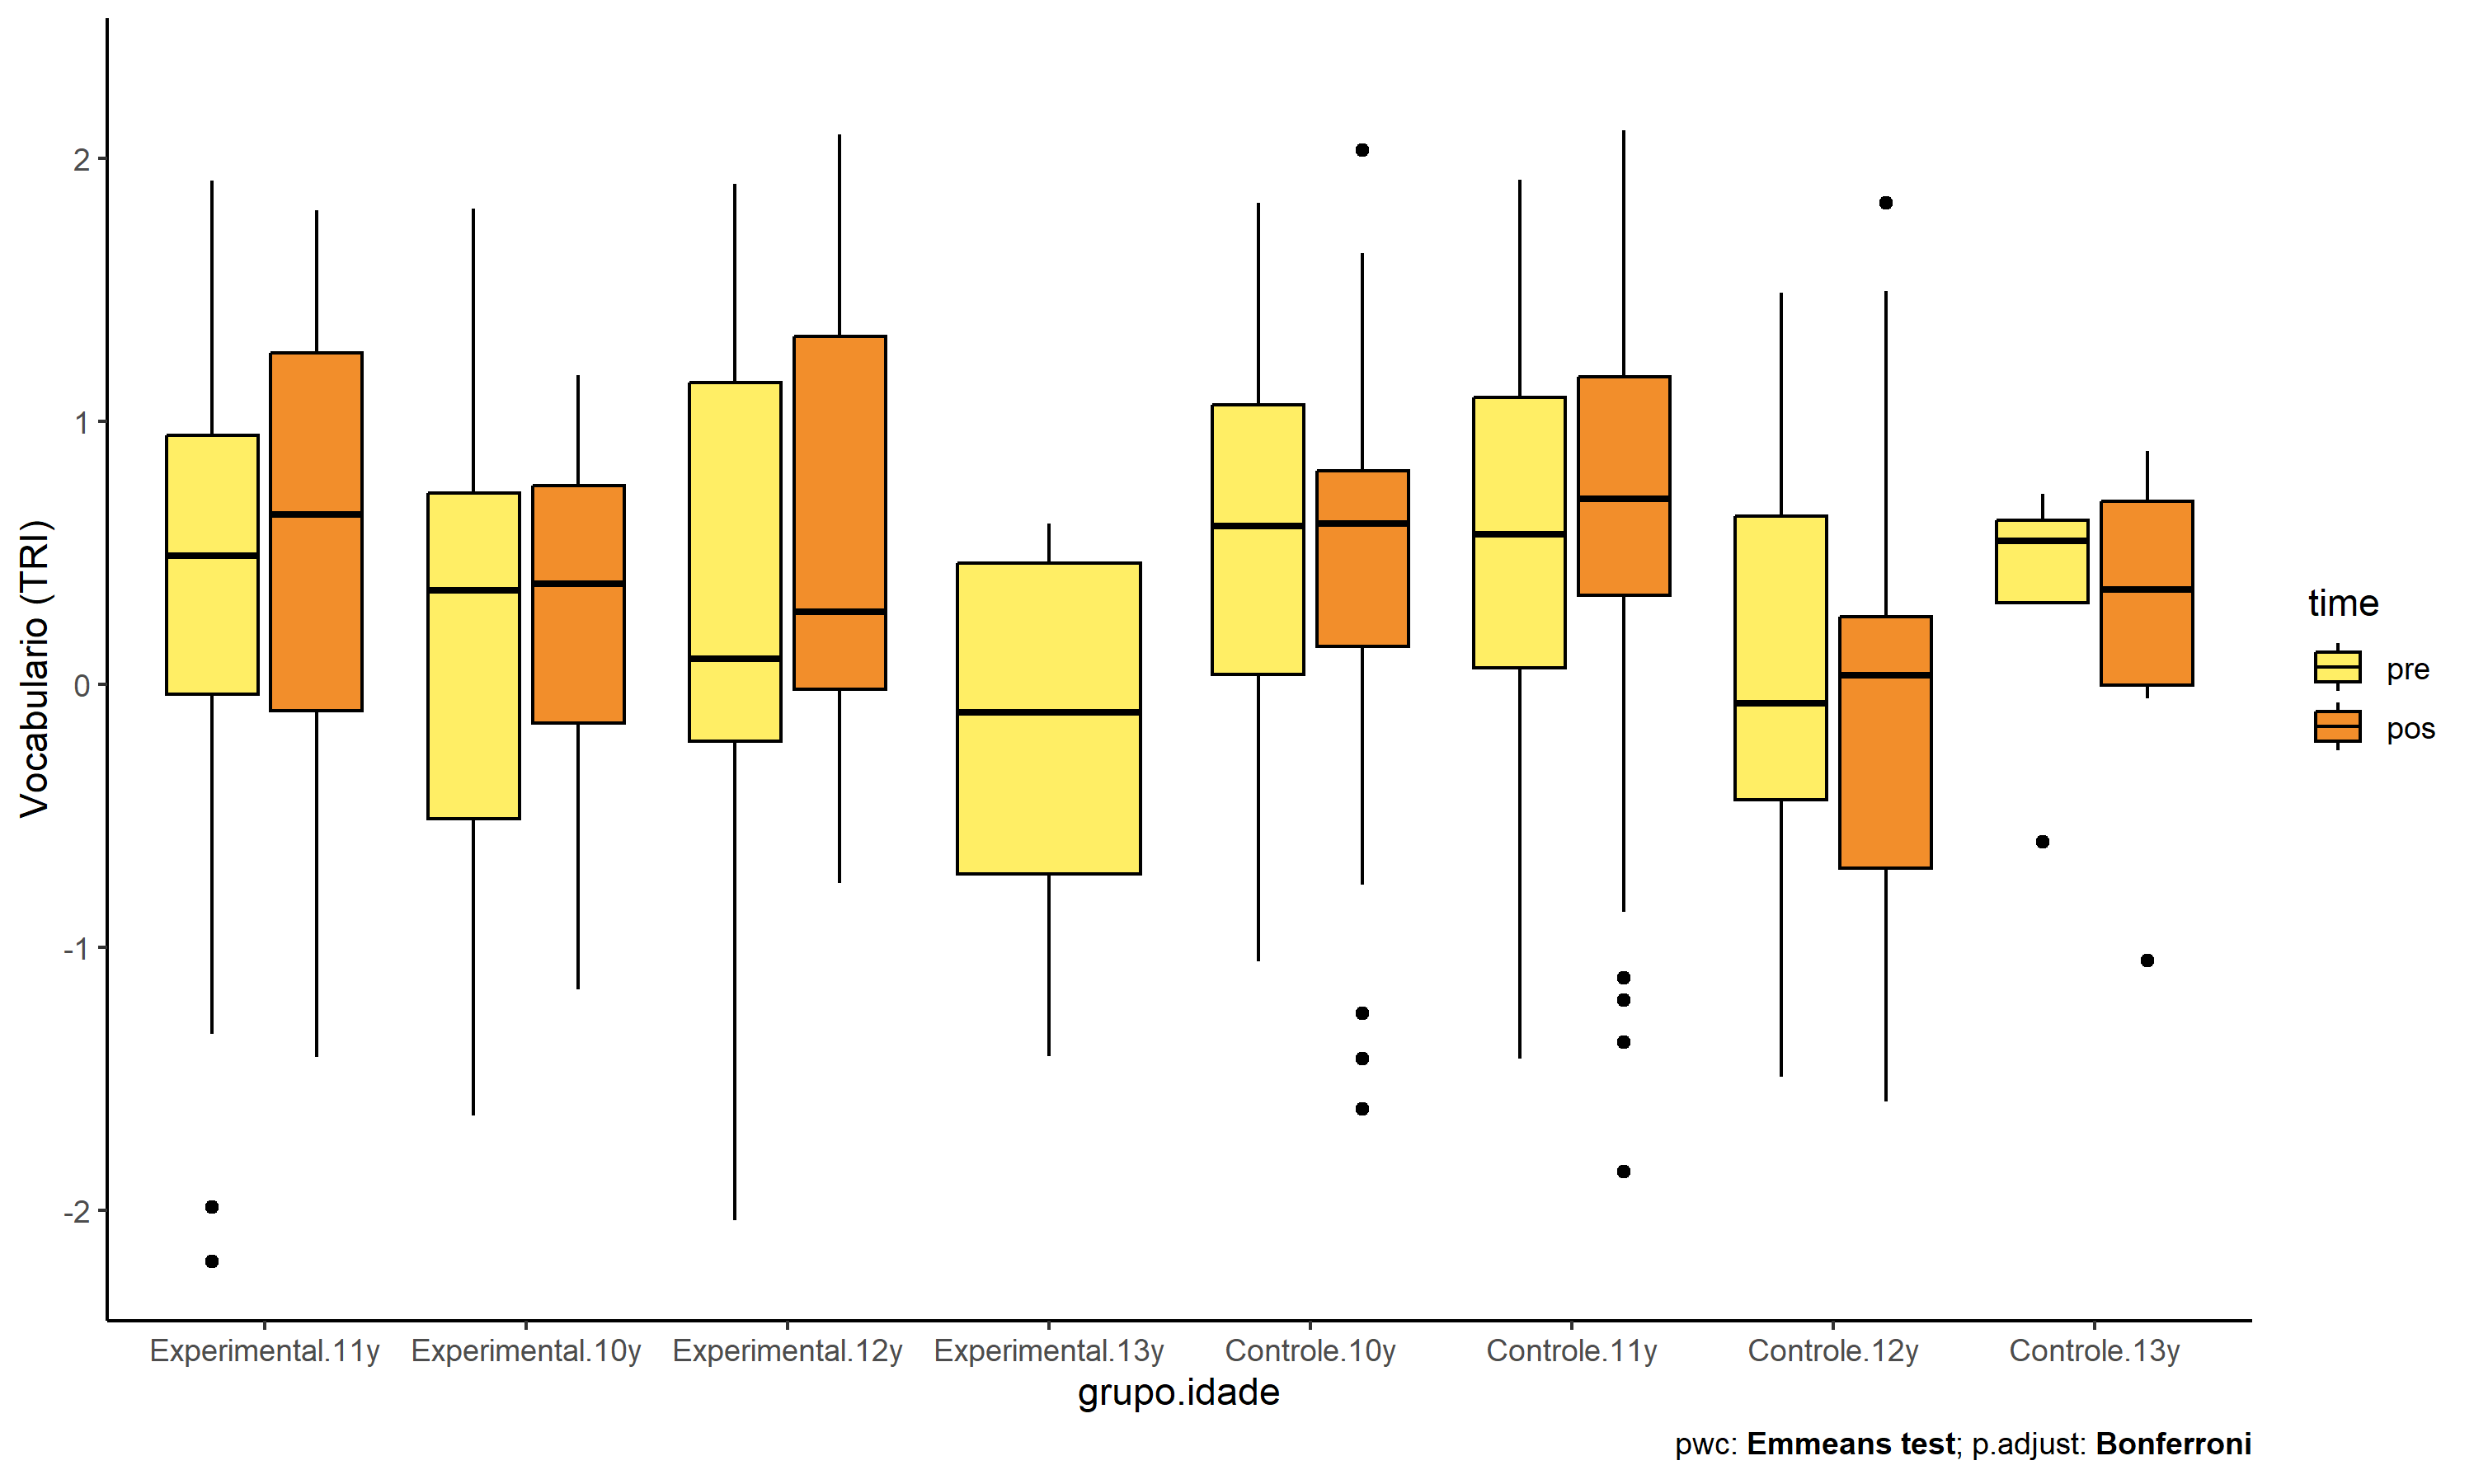 Vocabulario (TRI)
2
1
0
-1
-2
Experimental.11y Experimental.10y Experimental.12y Experimental.13y Controle.10y Controle.11y Controle.12y Controle.13y
grupo.idade
time
pre
pos
pwc: Emmeans test; p.adjust: Bonferroni